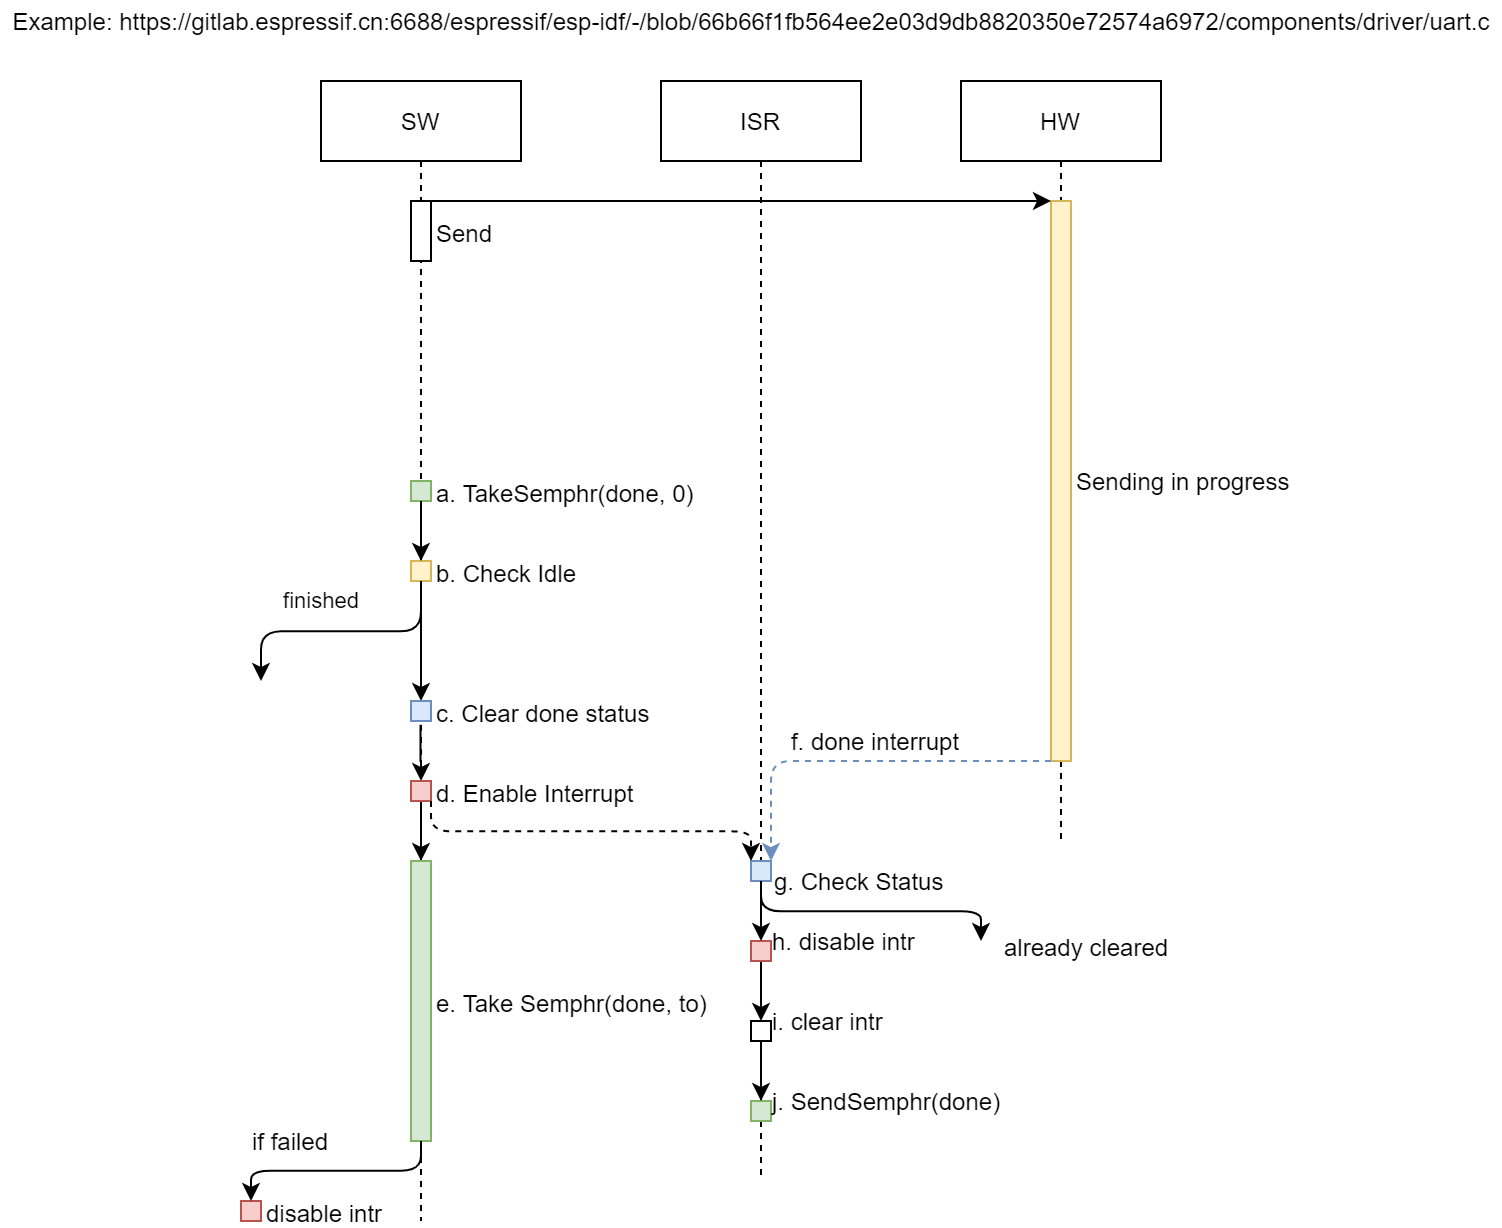 Example: https://gitlab.espressif.cn:6688/espressif/esp-idf/-/blob/66b66f1fb564ee2e03d9db8820350e72574a6972/components/driver/uart.c
SW
ISR
HW
Send
Sending in progress
a. TakeSemphr(done, 0)
b. Check Idle
finished
c. Clear done status
f. done interrupt
d. Enable Interrupt
g. Check Status
h. disable intr
already cleared
e. Take Semphr(done, to)
i. clear intr
j. SendSemphr(done)
if failed
disable intr